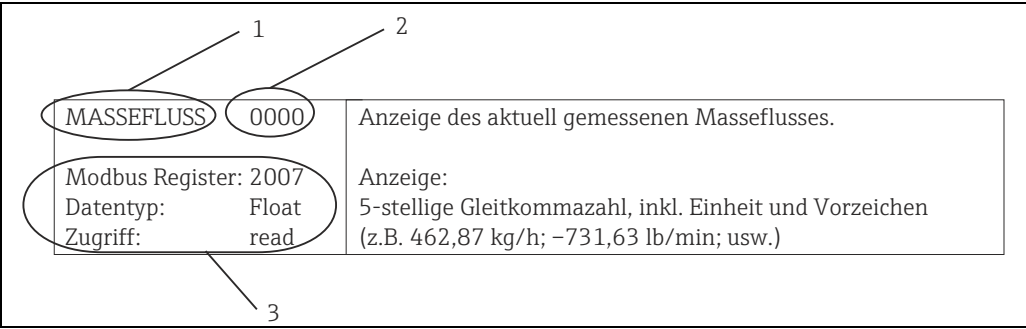 1
2
MASSEFLUSS 0000
Anzeige des aktuell gemessenen Masseflusses.
Modbus Register: 2007
Datentyp: Float
Zugriff: read
Anzeige:
5-stellige Gleitkommazahl, inkl. Einheit und Vorzeichen
(z.B. 462,87 kg/h; −731,63 lb/min; usw.)
3